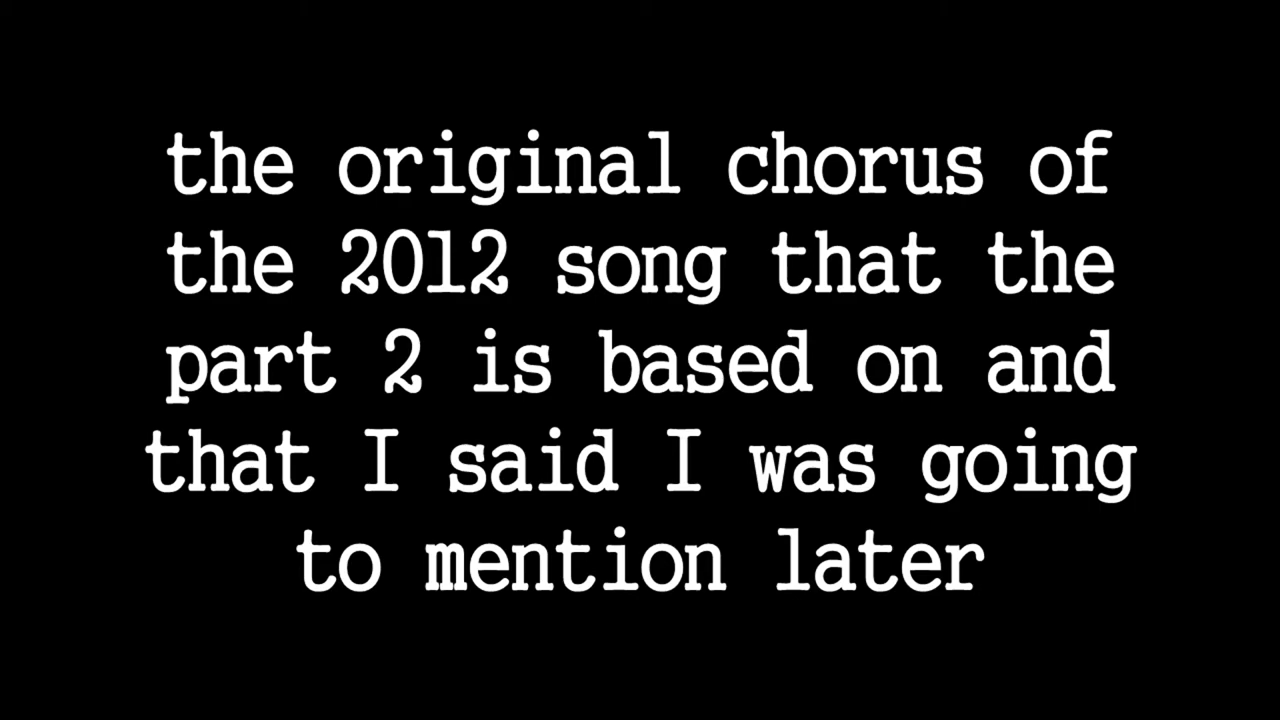 the original chorus of
the 2012 song that the
part 2 is based on and
that I said I was going
to mention later